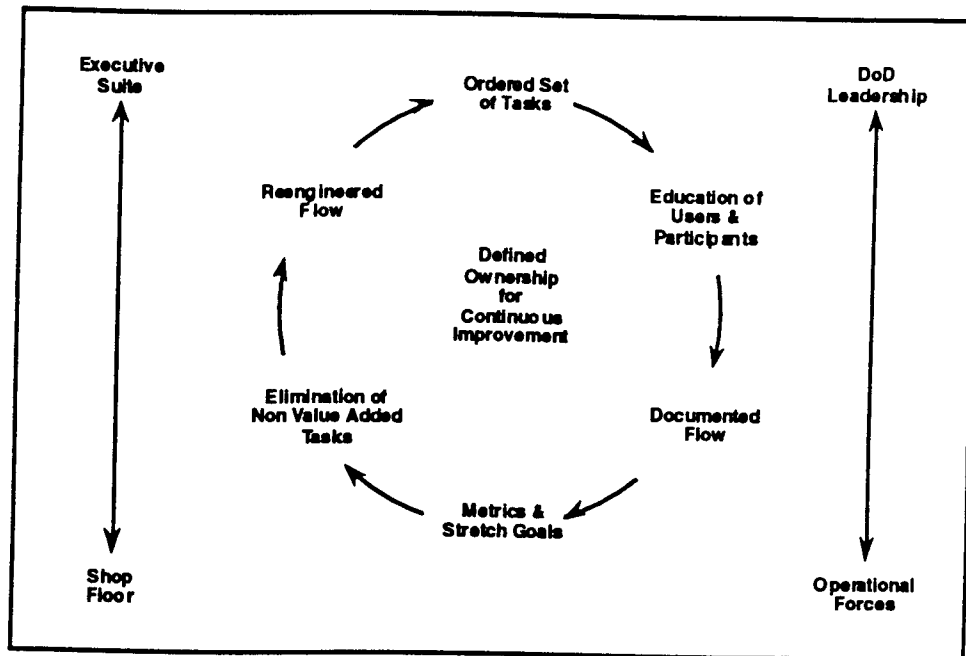 Executive
Suite
Ordered Set
of Tasks
DoD
Leadership
Reengineered
Flow
Education of
Users &
Participants
Defined
Ownership
for
Continuous
Improvement
Elimination of
Non Value Added
Tasks
Documented
Flow
Metrics &
Stretch Goals
Shop
Floor
Operational
Forces